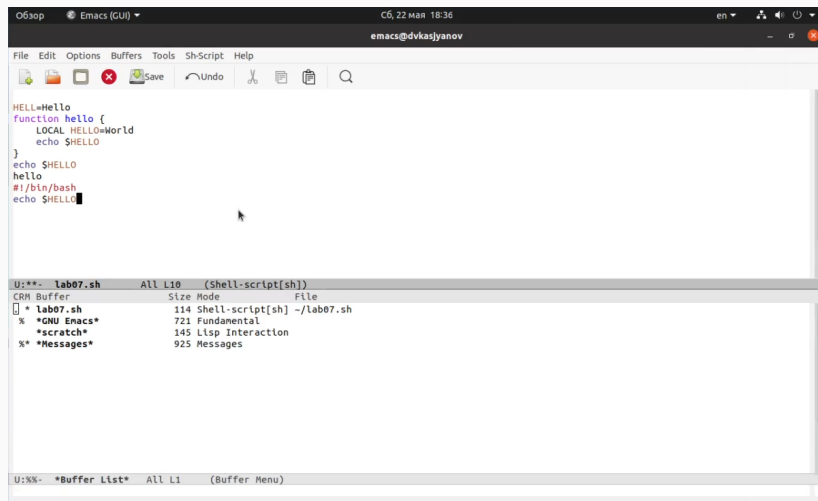 Обзор Emacs (GUI) Сб, 22 мая 18:36 en
emacs@dvkasjyanov
File Edit Options Buffers Tools Sh-Script Help
Save Undo
HELL=Hello
function hello {
    LOCAL HELLO=World
    echo $HELLO
}
echo $HELLO
hello
#!/bin/bash
echo $HELLO
U:**- lab07.sh All L10 (Shell-script[sh])
CRM Buffer Size Mode File
. * lab07.sh 114 Shell-script[sh] ~/lab07.sh
% *GNU Emacs* 721 Fundamental
*scratch* 145 Lisp Interaction
%* *Messages* 925 Messages
U:%%- *Buffer List* All L1 (Buffer Menu)